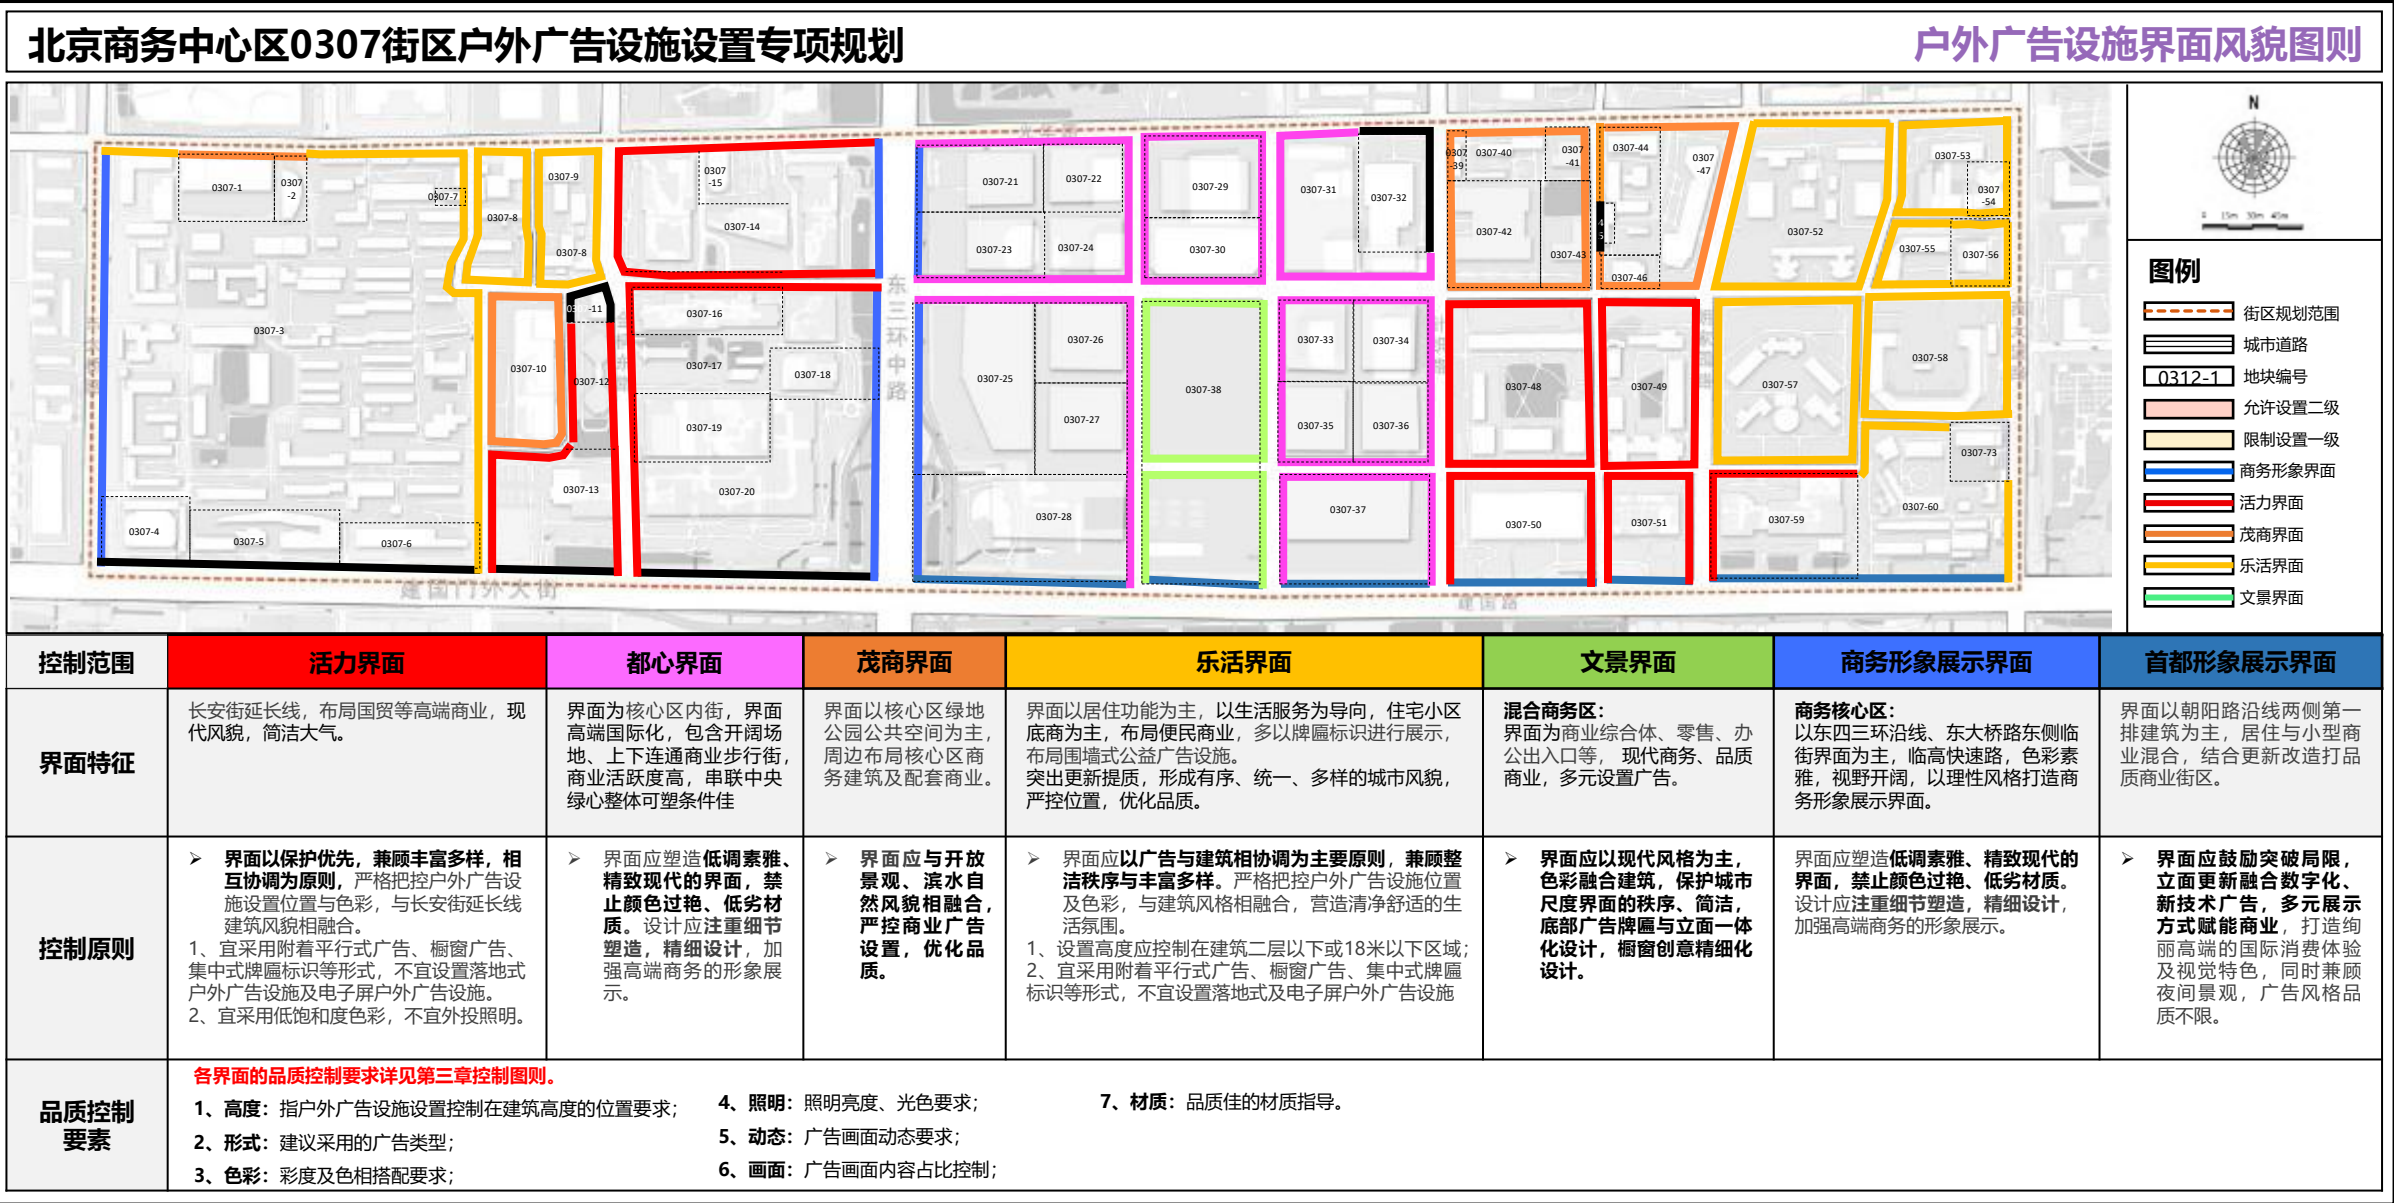 北京商务中心区0307街区户外广告设施设置专项规划
户外广告设施界面风貌图则
0307-1
0307
-2
0307-7
0307-8
0307-9
0307-8
0307-3
0307-4
0307-5
0307-6
0307-10
-11
0307-12
0307-13
0307
-15
0307-14
0307-16
0307-17
0307-18
0307-19
0307-20
东三环中路
0307-21
0307-22
0307-23
0307-24
0307-25
0307-26
0307-27
0307-28
0307-29
0307-30
0307-38
0307-31
0307-32
0307-33
0307-34
0307-35
0307-36
0307-37
0307
-39
0307-40
0307
-41
0307-42
0307-43
0307-44
4
5
0307-46
0307
-47
0307-48
0307-49
0307-50
0307-51
0307-52
0307-53
0307
-54
0307-55
0307-56
0307-57
0307-58
0307-73
0307-59
0307-60
建国门外大街
建国路
N
图例
街区规划范围
城市道路
0312-1 地块编号
允许设置二级
限制设置一级
商务形象界面
活力界面
茂商界面
乐活界面
文景界面
控制范围
活力界面
都心界面
茂商界面
乐活界面
文景界面
商务形象展示界面
首都形象展示界面
界面特征
长安街延长线，布局国贸等高端商业，现
代风貌，简洁大气。
界面为核心区内街，界面
高端国际化，包含开阔场
地、上下连通商业步行街，
商业活跃度高，串联中央
绿心整体可塑条件佳
界面以核心区绿地
公园公共空间为主，
周边布局核心区商
务建筑及配套商业。
界面以居住功能为主，以生活服务为导向，住宅小区
底商为主，布局便民商业，多以牌匾标识进行展示，
布局围墙式公益广告设施。
突出更新提质，形成有序、统一、多样的城市风貌，
严控位置，优化品质。
混合商务区：
界面为商业综合体、零售、办
公出入口等， 现代商务、品质
商业，多元设置广告。
商务核心区：
以东四三环沿线、东大桥路东侧临
街界面为主，临高快速路，色彩素
雅，视野开阔，以理性风格打造商
务形象展示界面。
界面以朝阳路沿线两侧第一
排建筑为主，居住与小型商
业混合，结合更新改造打品
质商业街区。
控制原则
➢ 界面以保护优先，兼顾丰富多样，相
互协调为原则，严格把控户外广告设
施设置位置与色彩，与长安街延长线
建筑风貌相融合。
1、宜采用附着平行式广告、橱窗广告、
集中式牌匾标识等形式，不宜设置落地式
户外广告设施及电子屏户外广告设施。
2、宜采用低饱和度色彩，不宜外投照明。
➢ 界面应塑造低调素雅、
精致现代的界面，禁
止颜色过艳、低劣材
质。设计应注重细节
塑造，精细设计，加
强高端商务的形象展
示。
➢ 界面应与开放
景观、滨水自
然风貌相融合，
严控商业广告
设置，优化品
质。
➢ 界面应以广告与建筑相协调为主要原则，兼顾整
洁秩序与丰富多样。严格把控户外广告设施位置
及色彩，与建筑风格相融合，营造清净舒适的生
活氛围。
1、设置高度应控制在建筑二层以下或18米以下区域；
2、宜采用附着平行式广告、橱窗广告、集中式牌匾
标识等形式，不宜设置落地式及电子屏户外广告设施
➢ 界面应以现代风格为主，
色彩融合建筑，保护城市
尺度界面的秩序、简洁，
底部广告牌匾与立面一体
化设计，橱窗创意精细化
设计。
界面应塑造低调素雅、精致现代的
界面，禁止颜色过艳、低劣材质。
设计应注重细节塑造，精细设计，
加强高端商务的形象展示。
➢ 界面应鼓励突破局限，
立面更新融合数字化、
新技术广告，多元展示
方式赋能商业，打造绚
丽高端的国际消费体验
及视觉特色，同时兼顾
夜间景观，广告风格品
质不限。
品质控制
要素
各界面的品质控制要求详见第三章控制图则。
1、高度：指户外广告设施设置控制在建筑高度的位置要求；
2、形式：建议采用的广告类型；
3、色彩：彩度及色相搭配要求；
4、照明：照明亮度、光色要求；
5、动态：广告画面动态要求；
6、画面：广告画面内容占比控制；
7、材质：品质佳的材质指导。